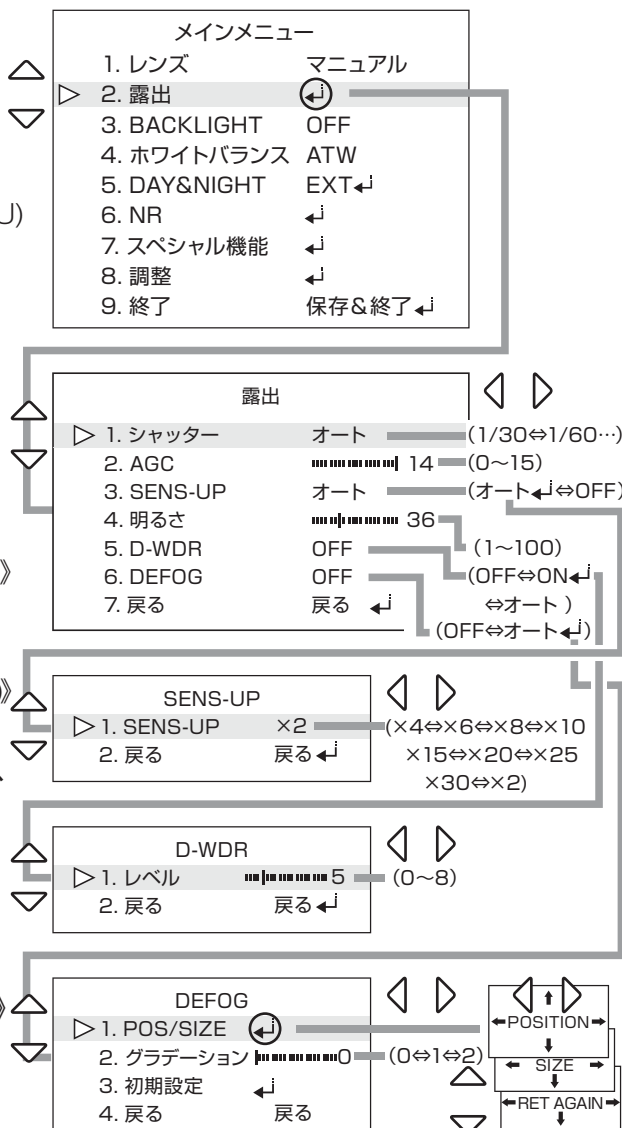 メインメニュー
1. レンズ マニュアル
2. 露出 ↵
3. BACKLIGHT OFF
4. ホワイトバランス ATW
5. DAY&NIGHT EXT↵
6. NR ↵
7. スペシャル機能 ↵
8. 調整 ↵
9. 終了 保存&終了↵
露出
1. シャッター オート (1/30⇔1/60…)
2. AGC 14 (0～15)
3. SENS-UP オート (オート↵⇔OFF)
4. 明るさ 36 (1～100)
5. D-WDR OFF (OFF⇔ON↵
⇔オート )
6. DEFOG OFF (OFF⇔オート↵)
7. 戻る 戻る ↵
SENS-UP
1. SENS-UP ×2 (×4⇔×6⇔×8⇔×10
×15⇔×20⇔×25
×30⇔×2)
2. 戻る 戻る↵
D-WDR
1. レベル 5 (0～8)
2. 戻る 戻る↵
DEFOG
1. POS/SIZE ↵
2. グラデーション 0 (0⇔1⇔2)
3. 初期設定 ↵
4. 戻る 戻る
POSITION
SIZE
RET AGAIN